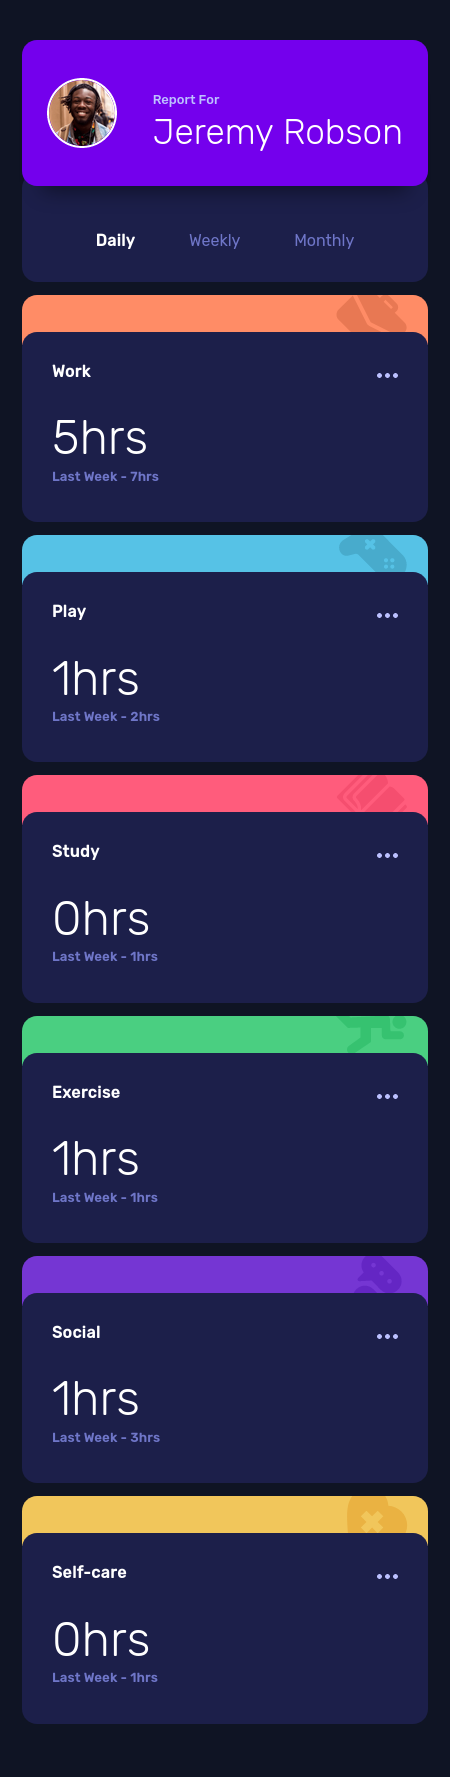 Report For
Jeremy Robson
Daily Weekly Monthly
Work
5hrs
Last Week - 7hrs
Play
1hrs
Last Week - 2hrs
Study
0hrs
Last Week - 1hrs
Exercise
1hrs
Last Week - 1hrs
Social
1hrs
Last Week - 3hrs
Self-care
0hrs
Last Week - 1hrs